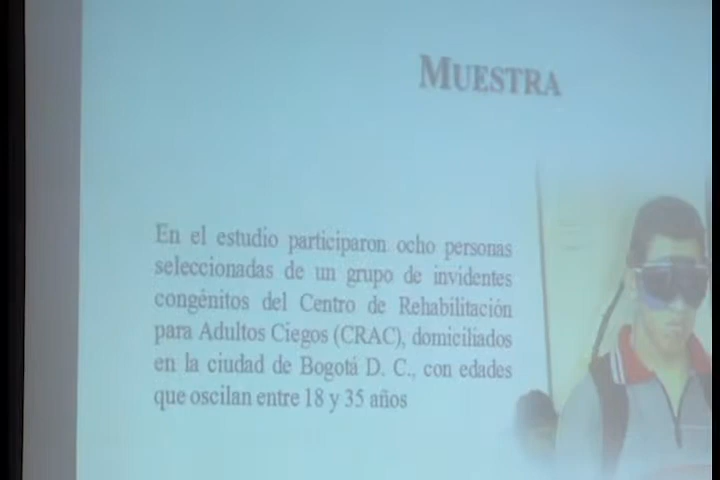 MUESTRA
En el estudio participaron ocho personas
seleccionadas de un grupo de invidentes
congénitos del Centro de Rehabilitación
para Adultos Ciegos (CRAC), domiciliados
en la ciudad de Bogotá D. C., con edades
que oscilan entre 18 y 35 años